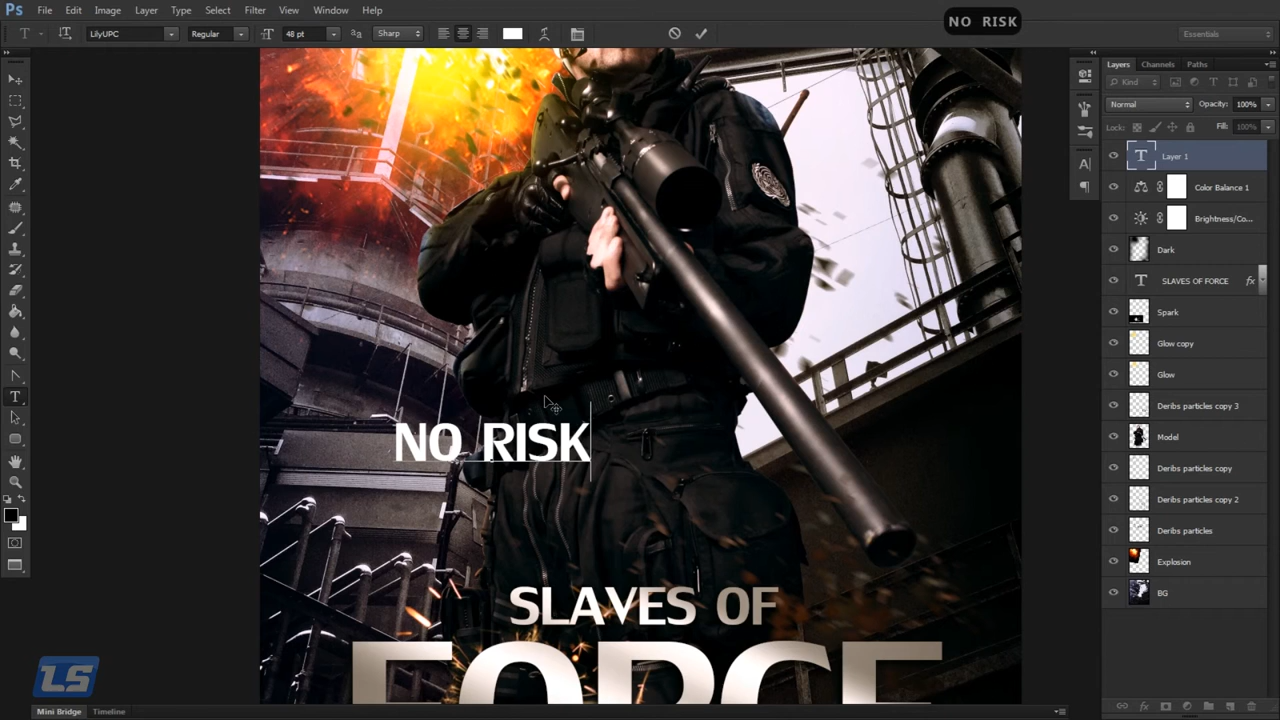 Ps File Edit Image Layer Type Select Filter View Window Help
NO RISK
T LilyUPC Regular 48 pt aa Sharp Essentials
Layers Channels Paths
Kind
Normal Opacity: 100%
Lock: Fill: 100%
Layer 1
Color Balance 1
Brightness/Co...
Dark
SLAVES OF FORCE fx
Spark
Glow copy
Glow
Deribs particles copy 3
Model
Deribs particles copy
Deribs particles copy 2
Deribs particles
Explosion
BG
NO RISK
SLAVES OF
FORCE
LS
Mini Bridge Timeline